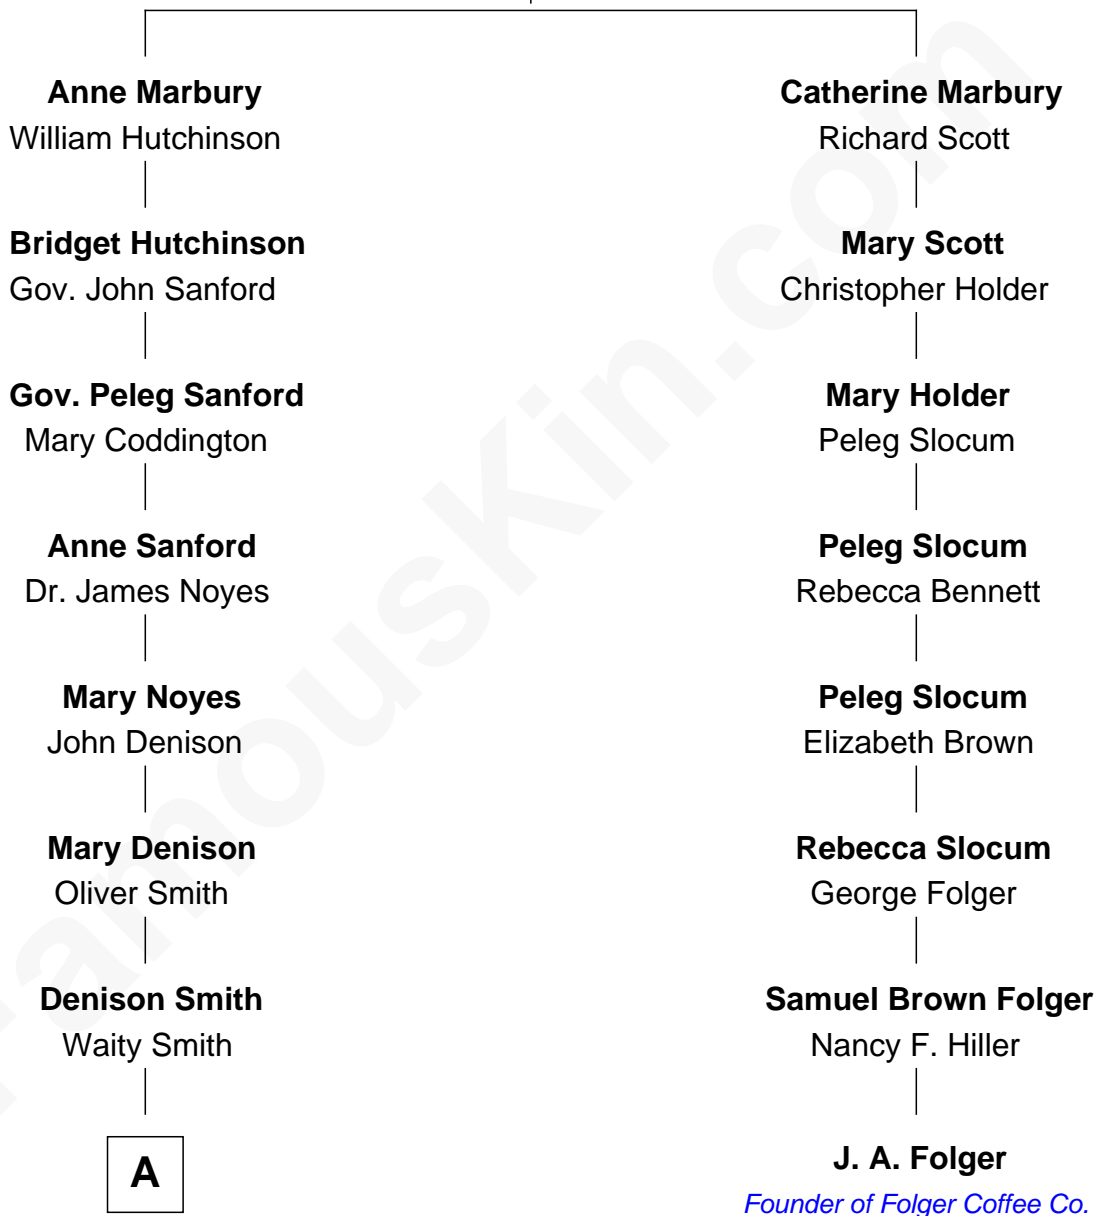 Anne Marbury
William Hutchinson
Bridget Hutchinson
Gov. John Sanford
Gov. Peleg Sanford
Mary Coddington
Anne Sanford
Dr. James Noyes
Mary Noyes
John Denison
Mary Denison
Oliver Smith
Denison Smith
Waity Smith
A
Catherine Marbury
Richard Scott
Mary Scott
Christopher Holder
Mary Holder
Peleg Slocum
Peleg Slocum
Rebecca Bennett
Peleg Slocum
Elizabeth Brown
Rebecca Slocum
George Folger
Samuel Brown Folger
Nancy F. Hiller
J. A. Folger
Founder of Folger Coffee Co.
FamousKin.com